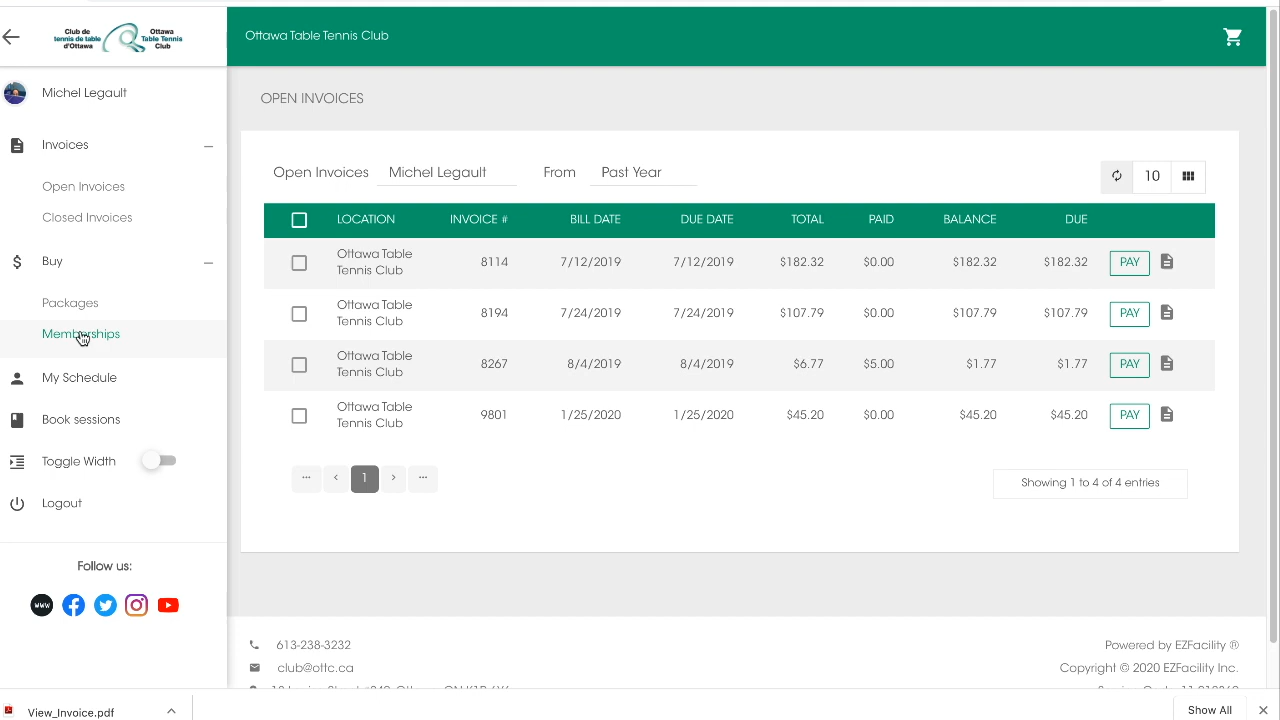 Club de
tennis de table
d'Ottawa
Ottawa
Table Tennis
Club
Ottawa Table Tennis Club
Michel Legault
Invoices
Open Invoices
Closed Invoices
Buy
Packages
Memberships
My Schedule
Book sessions
Toggle Width
Logout
Follow us:
www
OPEN INVOICES
Open Invoices Michel Legault From Past Year 10
LOCATION INVOICE # BILL DATE DUE DATE TOTAL PAID BALANCE DUE
Ottawa Table
Tennis Club 8114 7/12/2019 7/12/2019 $182.32 $0.00 $182.32 $182.32 PAY
Ottawa Table
Tennis Club 8194 7/24/2019 7/24/2019 $107.79 $0.00 $107.79 $107.79 PAY
Ottawa Table
Tennis Club 8267 8/4/2019 8/4/2019 $6.77 $5.00 $1.77 $1.77 PAY
Ottawa Table
Tennis Club 9801 1/25/2020 1/25/2020 $45.20 $0.00 $45.20 $45.20 PAY
... < 1 > ...
Showing 1 to 4 of 4 entries
613-238-3232
club@ottc.ca
Powered by EZFacility ®
Copyright © 2020 EZFacility Inc.
View_Invoice.pdf
Show All